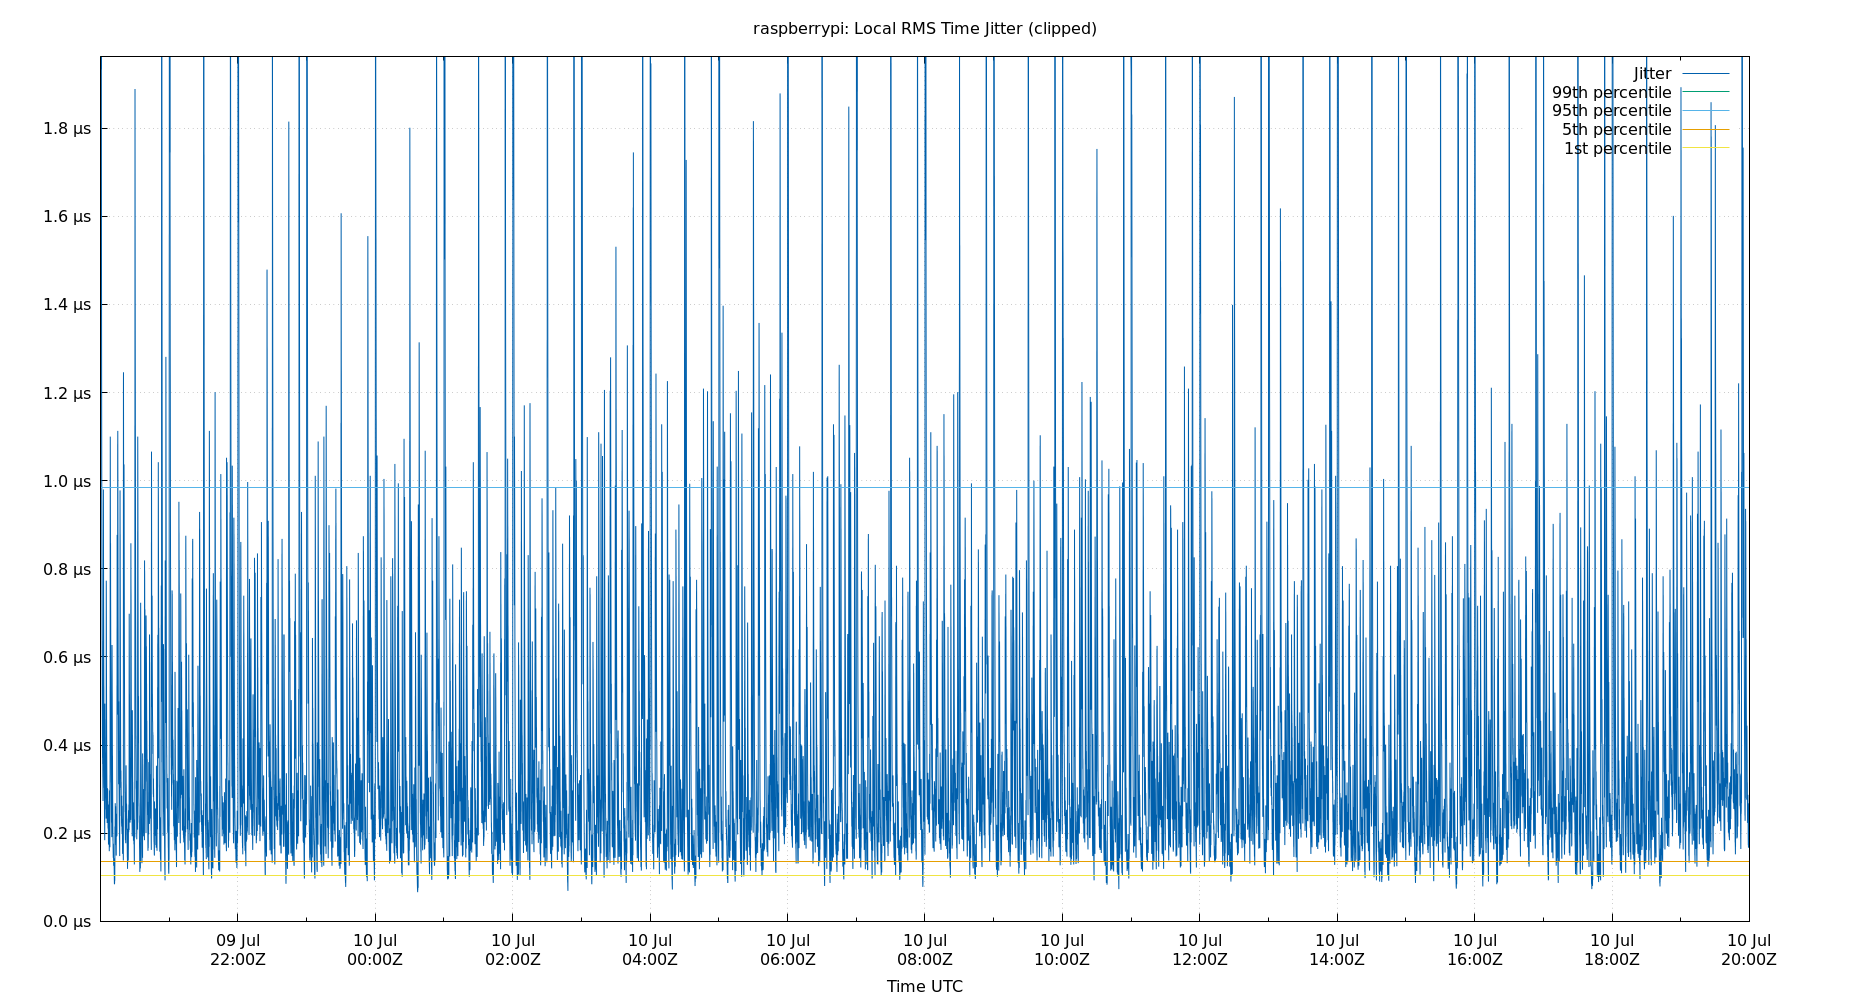 raspberrypi: Local RMS Time Jitter (clipped)
Jitter
99th percentile
95th percentile
5th percentile
1st percentile
1.8 µs
1.6 µs
1.4 µs
1.2 µs
1.0 µs
0.8 µs
0.6 µs
0.4 µs
0.2 µs
0.0 µs
09 Jul 10 Jul 10 Jul 10 Jul 10 Jul 10 Jul 10 Jul 10 Jul 10 Jul 10 Jul 10 Jul 10 Jul
22:00Z 00:00Z 02:00Z 04:00Z 06:00Z 08:00Z 10:00Z 12:00Z 14:00Z 16:00Z 18:00Z 20:00Z
Time UTC